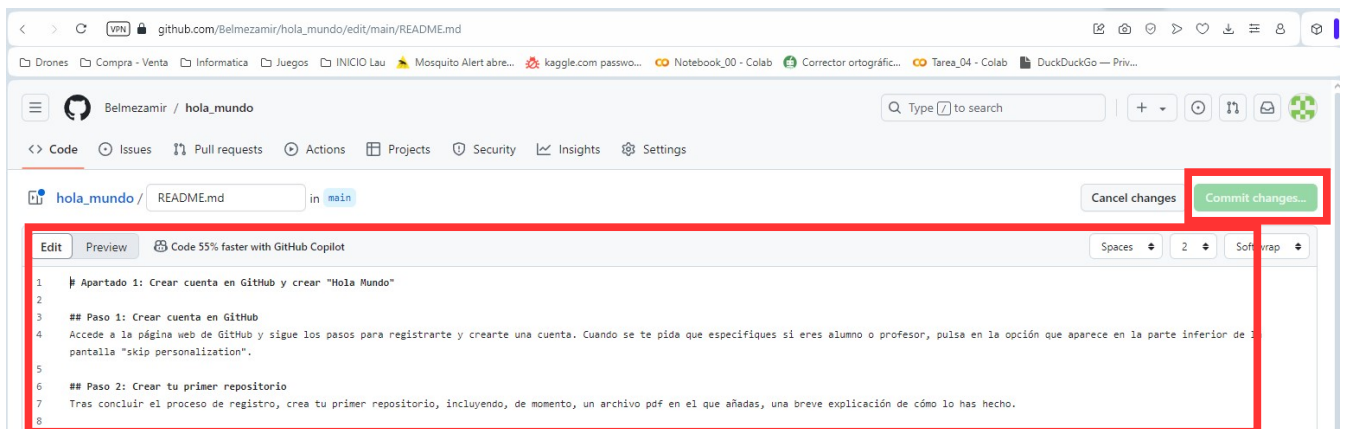 VPN github.com/Belmezamir/hola_mundo/edit/main/README.md
Drones Compra - Venta Informatica Juegos INICIO Lau Mosquito Alert abre... kaggle.com passwo... Notebook_00 - Colab Corrector ortográfic... Tarea_04 - Colab DuckDuckGo — Priv...
Belmezamir / hola_mundo Type / to search
Code Issues Pull requests Actions Projects Security Insights Settings
hola_mundo / README.md in main Cancel changes Commit changes...
Edit Preview Code 55% faster with GitHub Copilot Spaces 2 Soft wrap
1 # Apartado 1: Crear cuenta en GitHub y crear "Hola Mundo"
2
3 ## Paso 1: Crear cuenta en GitHub
4 Accede a la página web de GitHub y sigue los pasos para registrarte y crearte una cuenta. Cuando se te pida que especifiques si eres alumno o profesor, pulsa en la opción que aparece en la parte inferior de la
pantalla "skip personalization".
5
6 ## Paso 2: Crear tu primer repositorio
7 Tras concluir el proceso de registro, crea tu primer repositorio, incluyendo, de momento, un archivo pdf en el que añadas, una breve explicación de cómo lo has hecho.
8